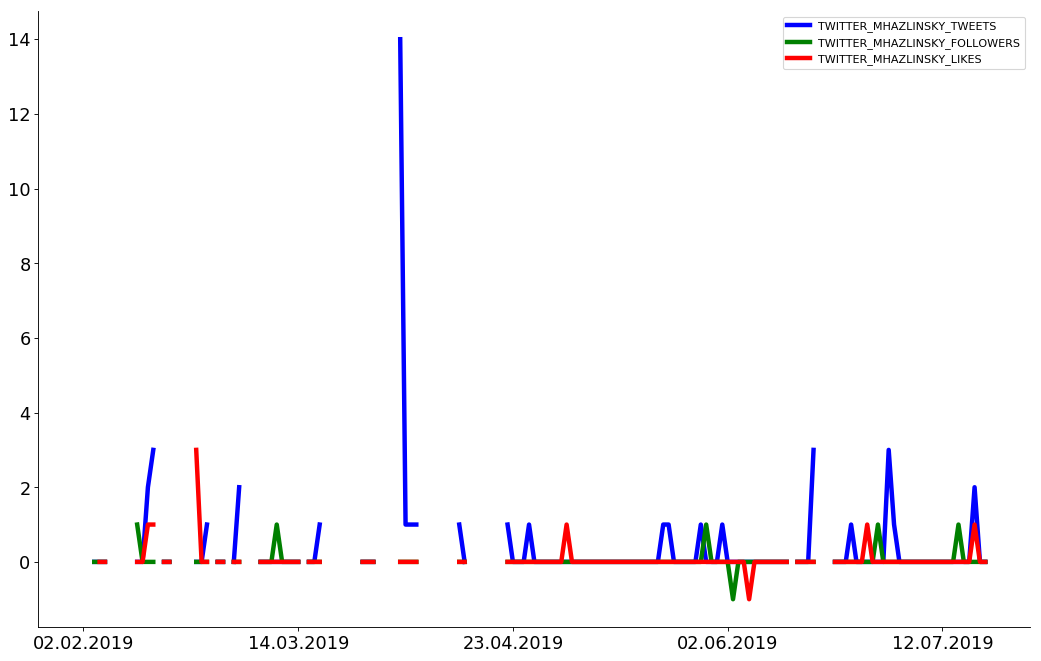 TWITTER_MHAZLINSKY_TWEETS
TWITTER_MHAZLINSKY_FOLLOWERS
TWITTER_MHAZLINSKY_LIKES
14
12
10
8
6
4
2
0
02.02.2019 14.03.2019 23.04.2019 02.06.2019 12.07.2019